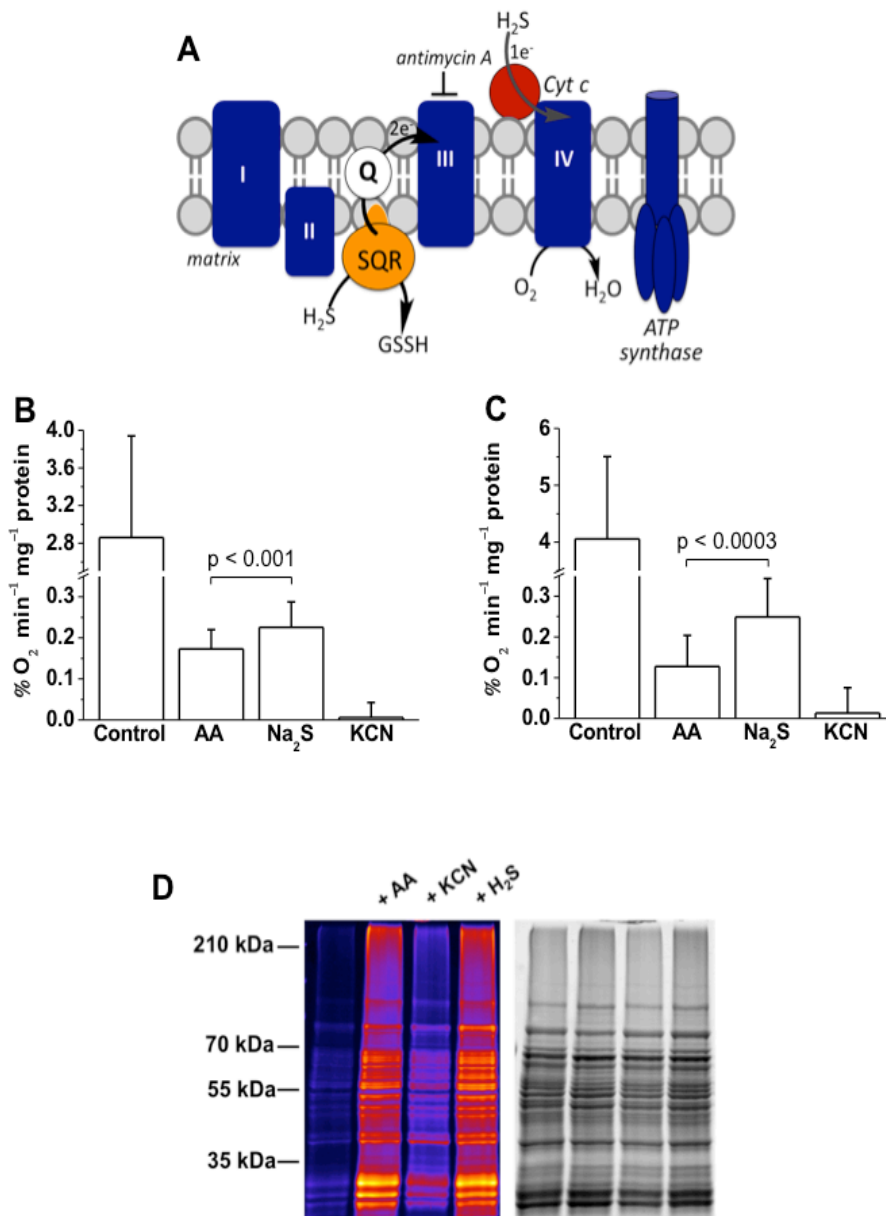 A
H₂S
1e⁻
antimycin A
Cyt c
2e⁻
I
II
Q
III
IV
matrix
SQR
H₂S
GSSH
O₂
H₂O
ATP
synthase
B
% O₂ min⁻¹ mg⁻¹ protein
4.0
3.6
3.2
2.8
0.3
0.2
0.1
0.0
p < 0.001
Control AA Na₂S KCN
C
% O₂ min⁻¹ mg⁻¹ protein
6
5
4
0.3
0.2
0.1
0.0
p < 0.0003
Control AA Na₂S KCN
D
+ AA + KCN + H₂S
210 kDa
70 kDa
55 kDa
35 kDa